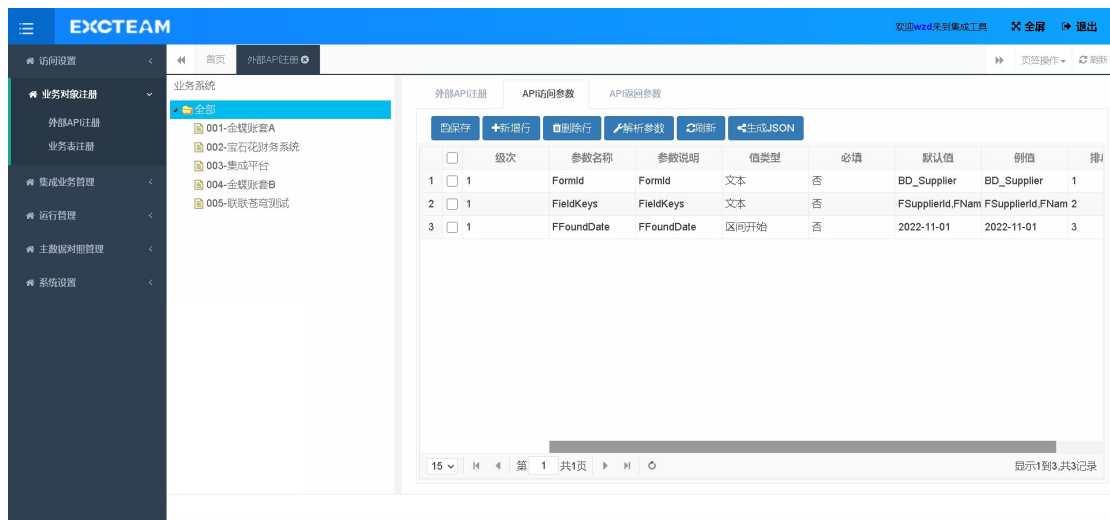 EXCTEAM
欢迎wzd来到集成工具 全屏 退出
访问设置
首页 外部API注册 页签操作 刷新
业务对象注册
外部API注册
业务表注册
集成业务管理
运行管理
主数据对照管理
系统设置
业务系统
全部
001-金蝶账套A
002-宝石花财务系统
003-集成平台
004-金蝶账套B
005-联联苍穹测试
外部API注册 API访问参数 API返回参数
保存 新增行 删除行 解析参数 刷新 生成JSON
级次 参数名称 参数说明 值类型 必填 默认值 例值
1 1 FormId FormId 文本 否 BD_Supplier BD_Supplier 1
2 1 FieldKeys FieldKeys 文本 否 FSupplierId,FNam FSupplierId,FNam 2
3 1 FFoundDate FFoundDate 区间开始 否 2022-11-01 2022-11-01 3
15 第 1 共1页 显示1到3,共3记录